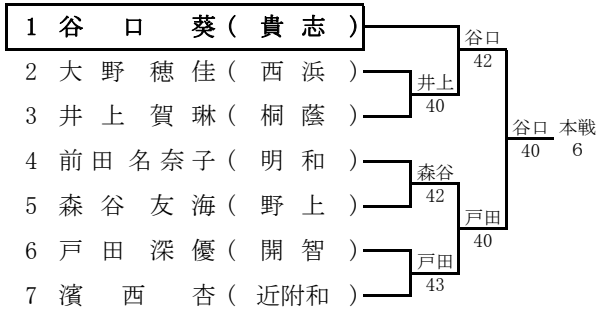 1 谷口 葵(貴志)
2 大野穂佳(西浜)
3 井上賀琳(桐蔭)
4 前田名奈子(明和)
5 森谷友海(野上)
6 戸田深優(開智)
7 濱西 杏(近附和)
井上
40
森谷
42
戸田
43
谷口
42
戸田
40
谷口
40
本戦
6